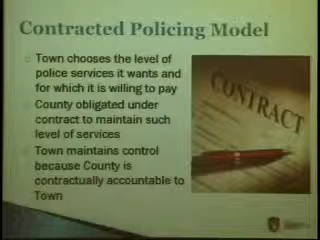 Contracted Policing Model
Town chooses the level of
police services it wants and
for which it is willing to pay
County obligated under
contract to maintain such
level of services
Town maintains control
because County is
contractually accountable to
Town
CONTRACT